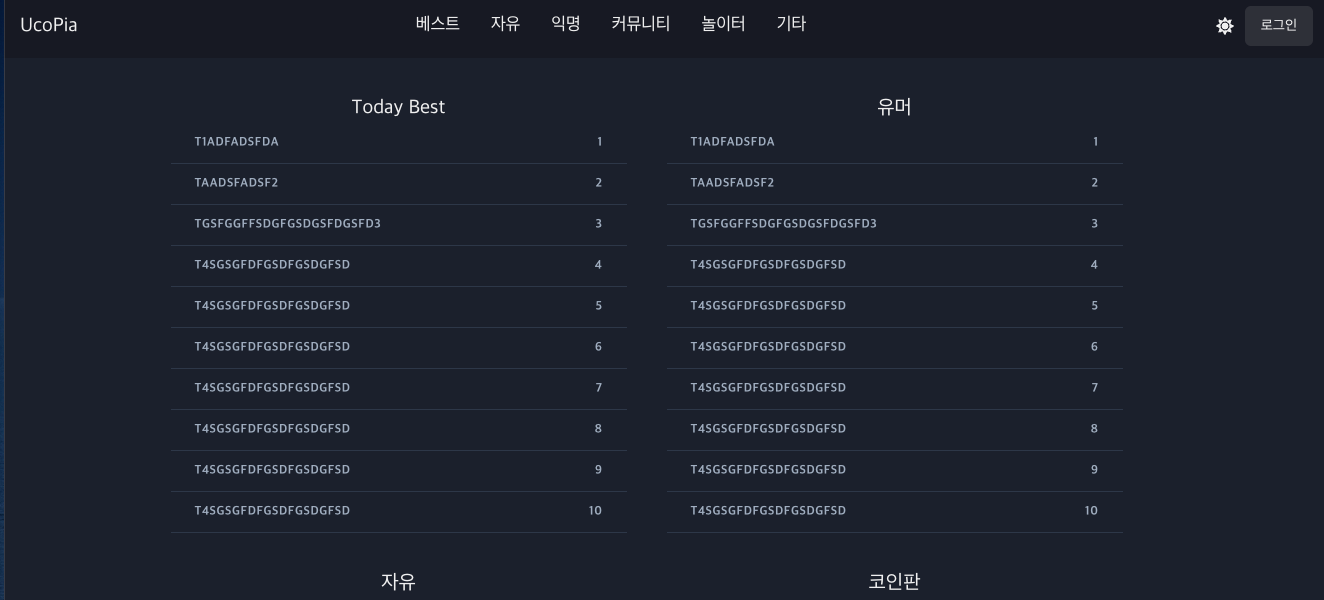 UcoPia 베스트 자유 익명 커뮤니티 놀이터 기타 로그인
Today Best
T1ADFADSFDA 1
TAADSFADSF2 2
TGSFGGFFSDGFGSDGSFDGSFD3 3
T4SGSGFDFGSDFGSDGFSD 4
T4SGSGFDFGSDFGSDGFSD 5
T4SGSGFDFGSDFGSDGFSD 6
T4SGSGFDFGSDFGSDGFSD 7
T4SGSGFDFGSDFGSDGFSD 8
T4SGSGFDFGSDFGSDGFSD 9
T4SGSGFDFGSDFGSDGFSD 10
유머
T1ADFADSFDA 1
TAADSFADSF2 2
TGSFGGFFSDGFGSDGSFDGSFD3 3
T4SGSGFDFGSDFGSDGFSD 4
T4SGSGFDFGSDFGSDGFSD 5
T4SGSGFDFGSDFGSDGFSD 6
T4SGSGFDFGSDFGSDGFSD 7
T4SGSGFDFGSDFGSDGFSD 8
T4SGSGFDFGSDFGSDGFSD 9
T4SGSGFDFGSDFGSDGFSD 10
자유
코인판